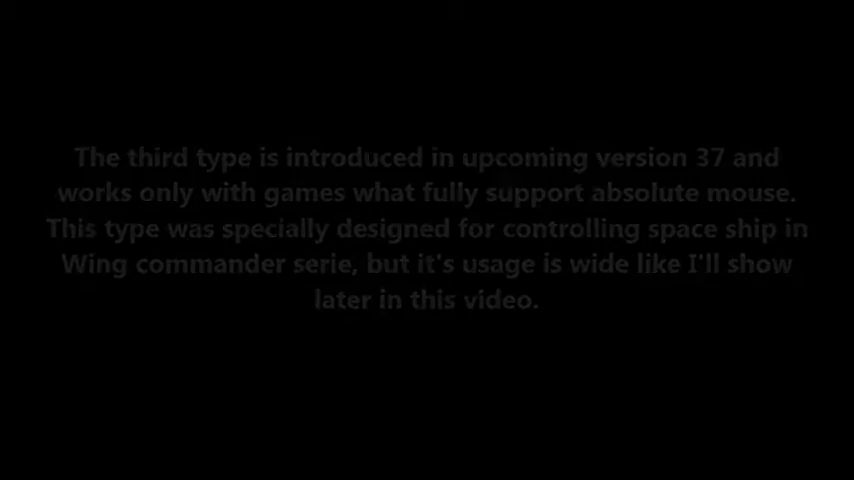 The third type is introduced in upcoming version 37 and
works only with games what fully support absolute mouse.
This type was specially designed for controlling space ship in
Wing commander serie, but it's usage is wide like I'll show
later in this video.